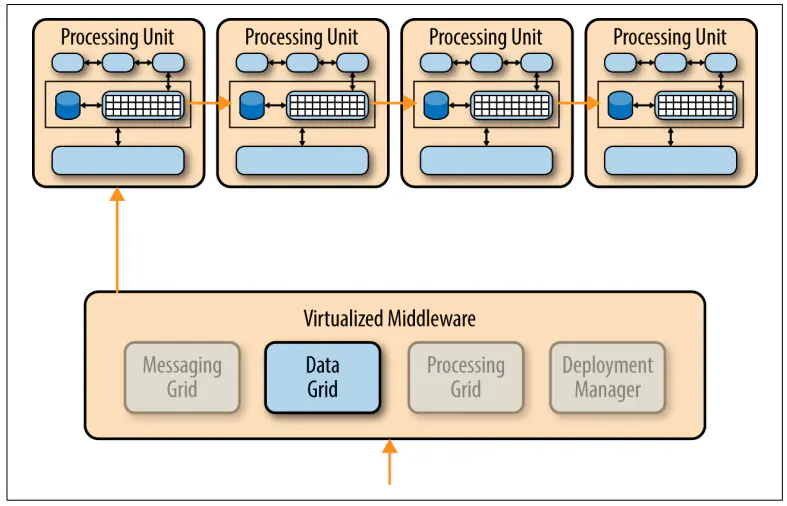 Processing Unit
Processing Unit
Processing Unit
Processing Unit
Virtualized Middleware
Messaging
Grid
Data
Grid
Processing
Grid
Deployment
Manager